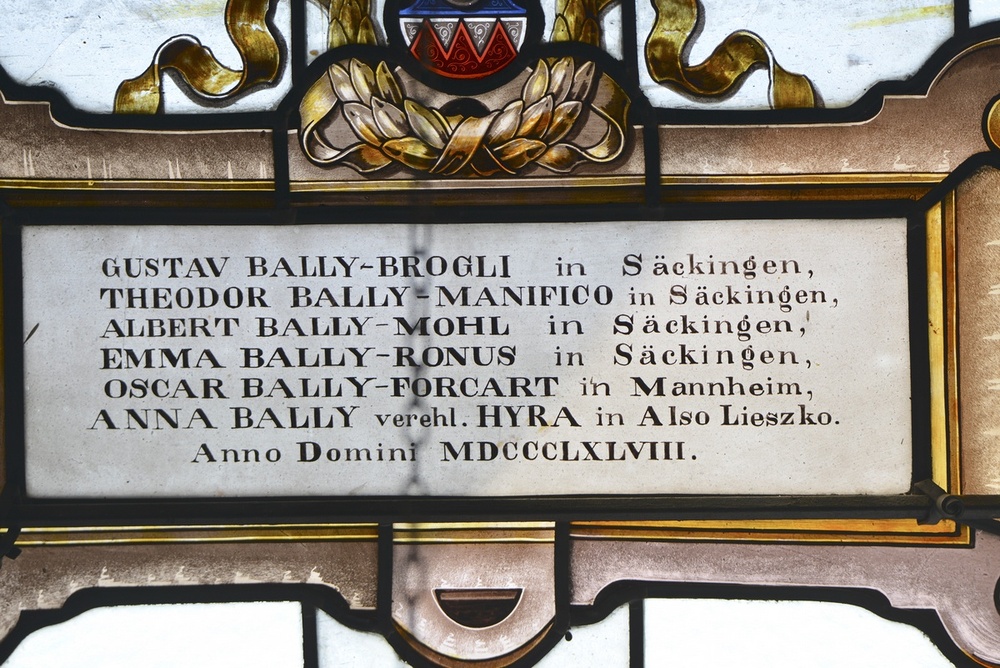 GUSTAV BALLY-BROGLI in Säckingen,
THEODOR BALLY-MANIFICO in Säckingen,
ALBERT BALLY-MOHL in Säckingen,
EMMA BALLY-RONUS in Säckingen,
OSCAR BALLY-FORCART in Mannheim,
ANNA BALLY verehl. HYRA in Also Lieszko.
Anno Domini MDCCCLXLVIII.